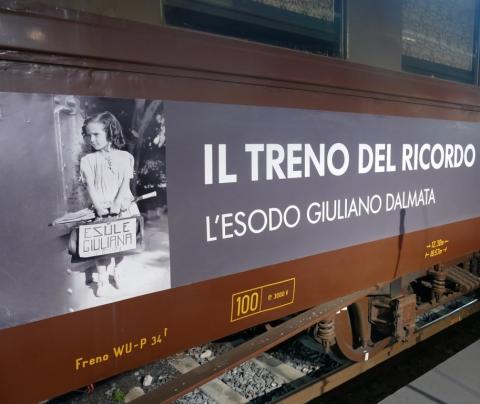 IL TRENO DEL RICORDO
L'ESODO GIULIANO DALMATA
ESULE
GIULIANA
100
Freno WU-P 34 f